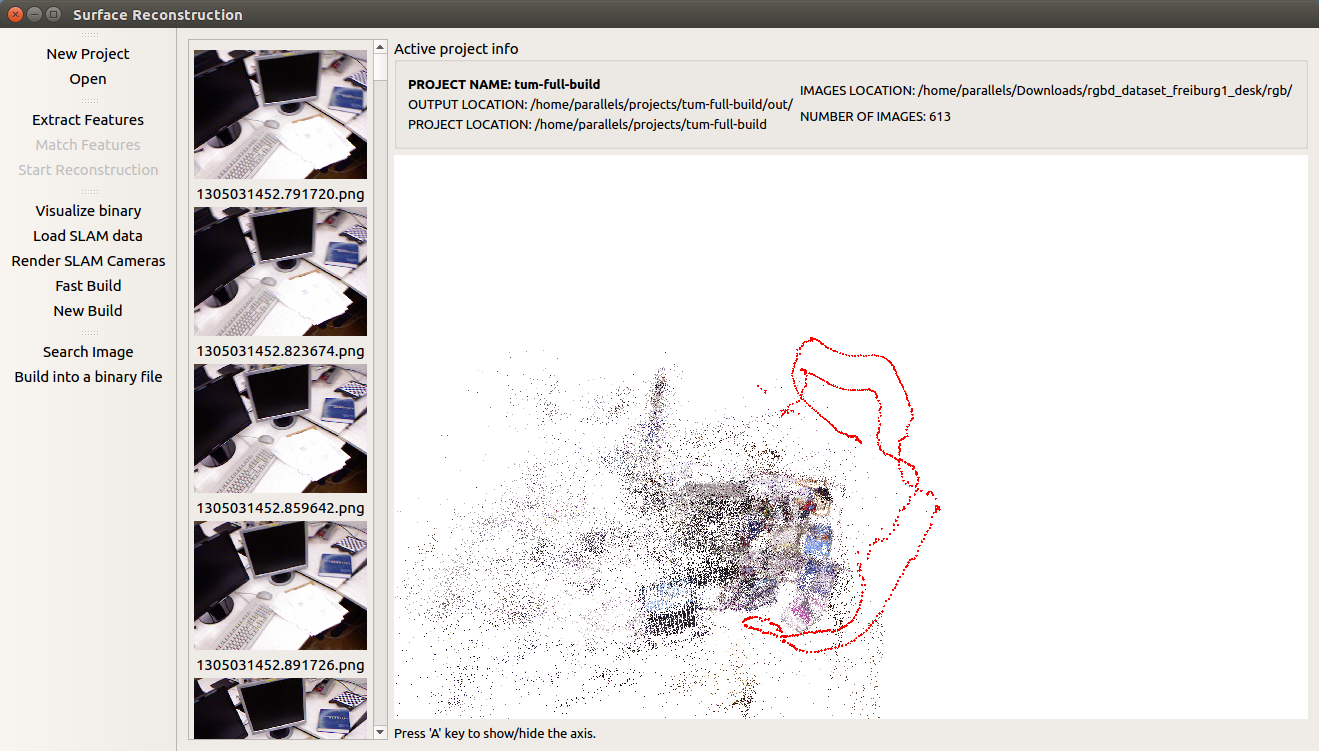 Surface Reconstruction
New Project
Open
Extract Features
Match Features
Start Reconstruction
Visualize binary
Load SLAM data
Render SLAM Cameras
Fast Build
New Build
Search Image
Build into a binary file
1305031452.791720.png
1305031452.823674.png
1305031452.859642.png
1305031452.891726.png
Active project info
PROJECT NAME: tum-full-build
OUTPUT LOCATION: /home/parallels/projects/tum-full-build/out/
PROJECT LOCATION: /home/parallels/projects/tum-full-build
IMAGES LOCATION: /home/parallels/Downloads/rgbd_dataset_freiburg1_desk/rgb/
NUMBER OF IMAGES: 613
Press 'A' key to show/hide the axis.